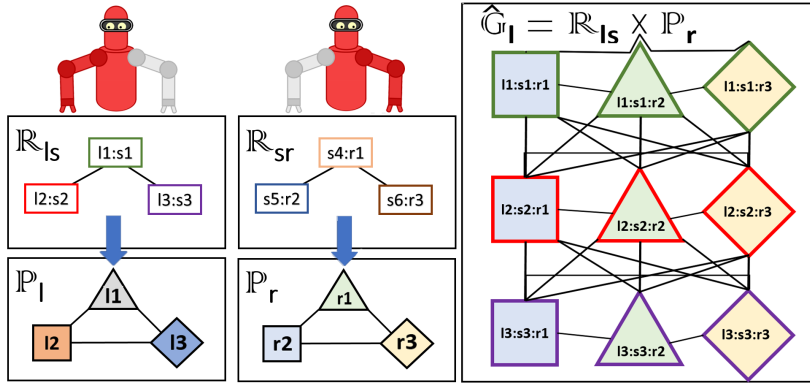 ℝls
l1:s1
l2:s2
l3:s3
ℙl
l1
l2
l3
ℝsr
s4:r1
s5:r2
s6:r3
ℙr
r1
r2
r3
Ĝl = ℝls × ℙr
l1:s1:r1
l1:s1:r2
l1:s1:r3
l2:s2:r1
l2:s2:r2
l2:s2:r3
l3:s3:r1
l3:s3:r2
l3:s3:r3